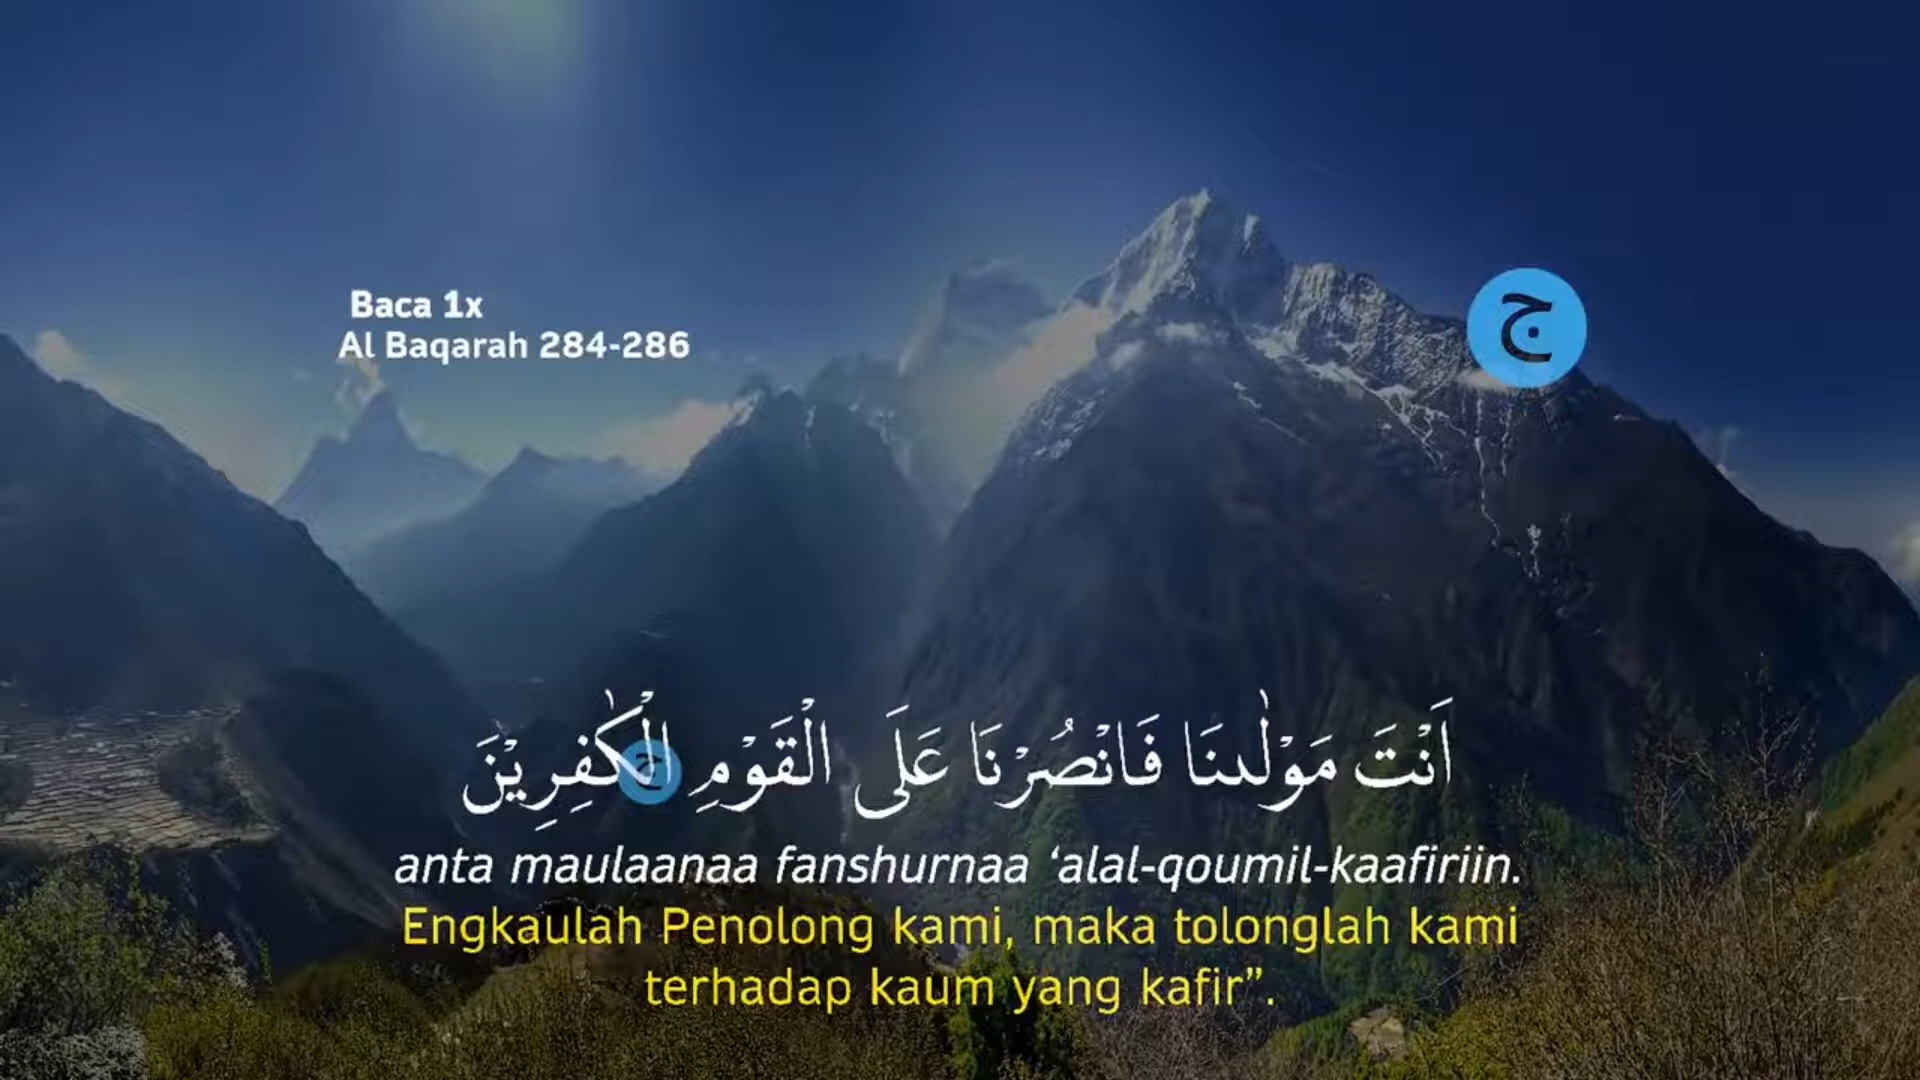 Baca 1x
Al Baqarah 284-286
ج
اَنْتَ مَوْلٰىنَا فَانْصُرْنَا عَلَى الْقَوْمِ الْكٰفِرِيْنَ
ج
anta maulaanaa fanshurnaa ‘alal-qoumil-kaafiriin.
Engkaulah Penolong kami, maka tolonglah kami
terhadap kaum yang kafir”.